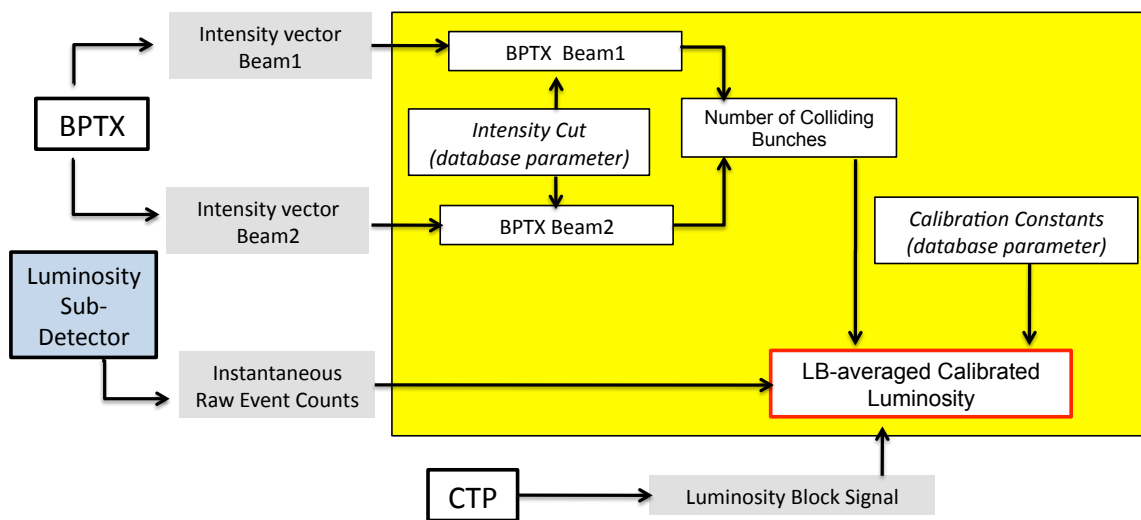 Intensity vector
Beam1
BPTX  Beam1
BPTX
Intensity Cut
(database parameter)
Number of Colliding
Bunches
Intensity vector
Beam2
BPTX Beam2
Calibration Constants
(database parameter)
Luminosity
Sub-
Detector
Instantaneous
Raw Event Counts
LB-averaged Calibrated
Luminosity
CTP
Luminosity Block Signal